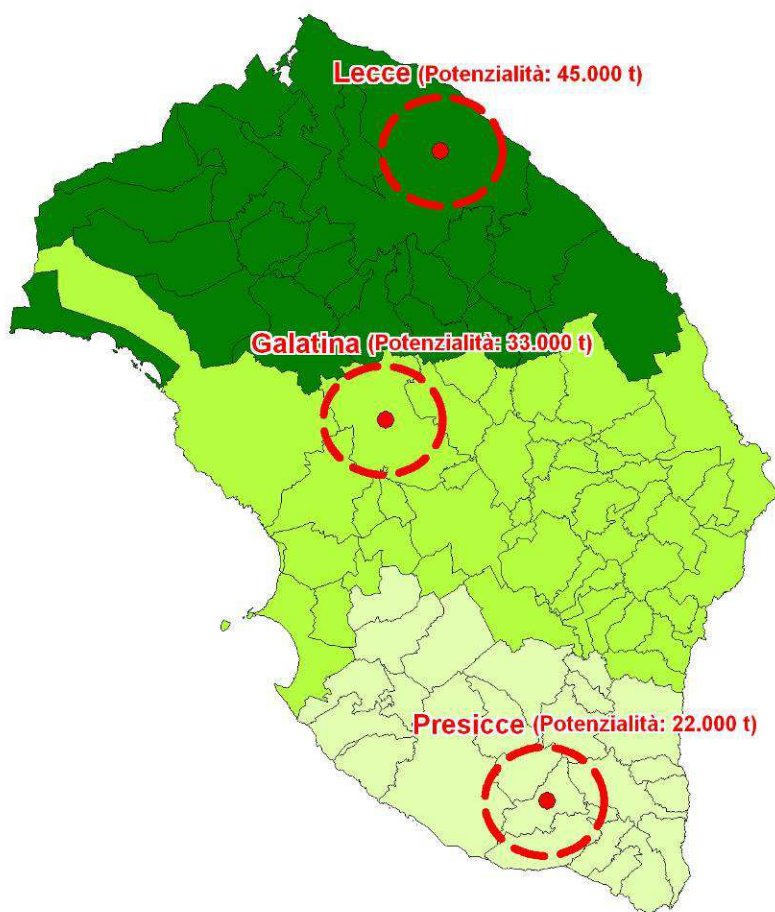 Lecce (Potenzialità: 45.000 t)
Galatina (Potenzialità: 33.000 t)
Presicce (Potenzialità: 22.000 t)